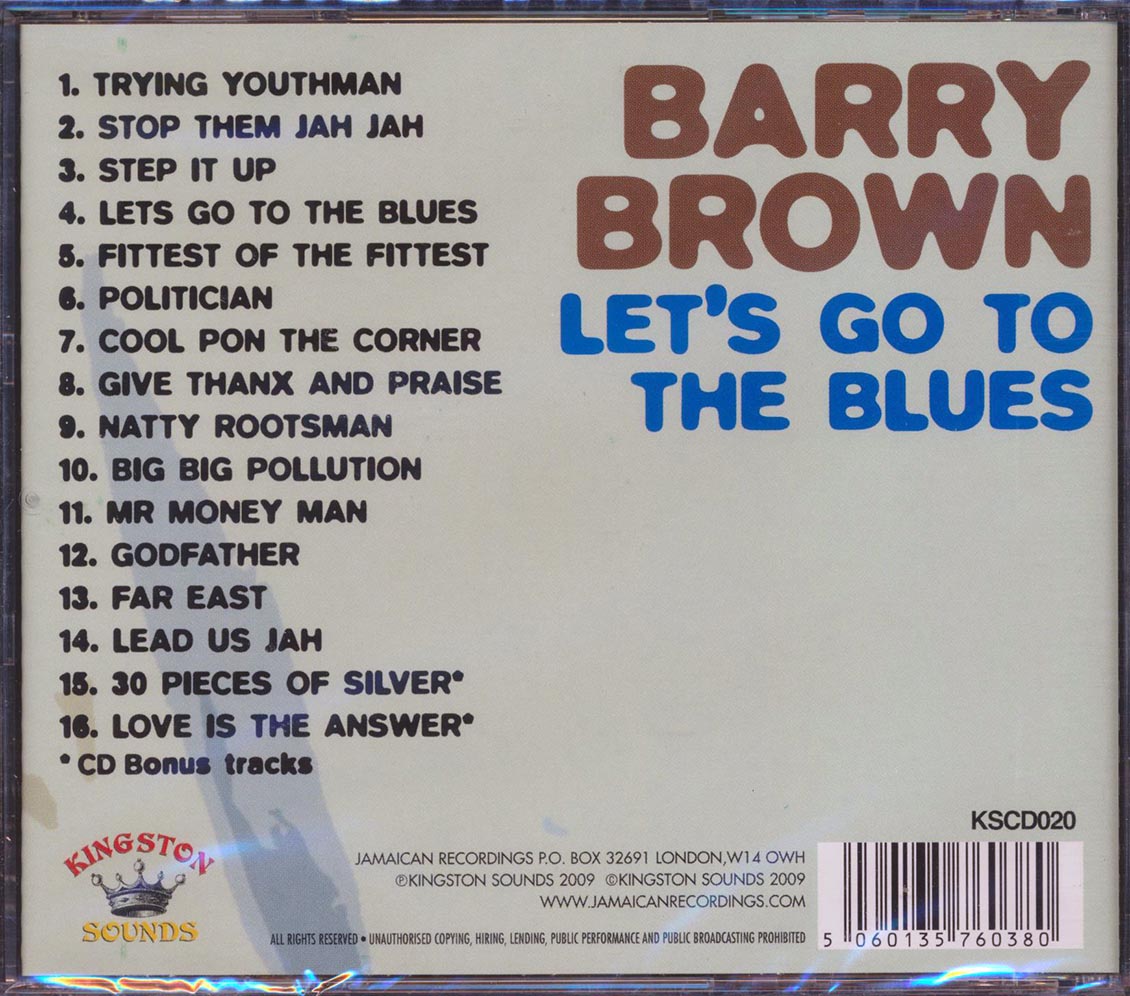 1. TRYING YOUTHMAN
2. STOP THEM JAH JAH
3. STEP IT UP
4. LETS GO TO THE BLUES
5. FITTEST OF THE FITTEST
6. POLITICIAN
7. COOL PON THE CORNER
8. GIVE THANX AND PRAISE
9. NATTY ROOTSMAN
10. BIG BIG POLLUTION
11. MR MONEY MAN
12. GODFATHER
13. FAR EAST
14. LEAD US JAH
15. 30 PIECES OF SILVER*
16. LOVE IS THE ANSWER*
* CD Bonus tracks
BARRY
BROWN
LET'S GO TO
THE BLUES
KINGSTON
SOUNDS
KSCD020
JAMAICAN RECORDINGS P.O. BOX 32691 LONDON,W14 OWH
℗KINGSTON SOUNDS 2009 ©KINGSTON SOUNDS 2009
WWW.JAMAICANRECORDINGS.COM
ALL RIGHTS RESERVED • UNAUTHORISED COPYING, HIRING, LENDING, PUBLIC PERFORMANCE AND PUBLIC BROADCASTING PROHIBITED
5 060135 760380